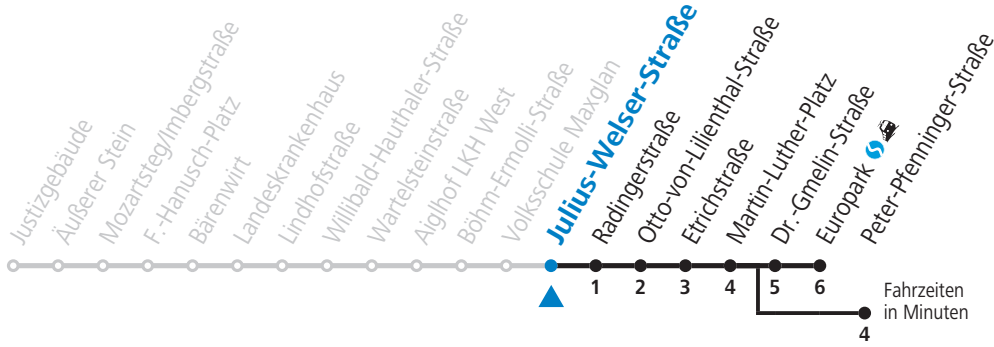 Justizgebäude
Äußerer Stein
Mozartsteg/Imbergstraße
F.-Hanusch-Platz
Bärenwirt
Landeskrankenhaus
Lindhofstraße
Willibald-Hauthaler-Straße
Wartelsteinstraße
Aiglhof LKH West
Böhm-Ermolli-Straße
Volksschule Maxglan
Julius-Welser-Straße
Radingerstraße
Otto-von-Lilienthal-Straße
Etrichstraße
Martin-Luther-Platz
Dr.-Gmelin-Straße
Europark
Peter-Pfenninger-Straße
1 2 3 4 5 6
Fahrzeiten
in Minuten
4